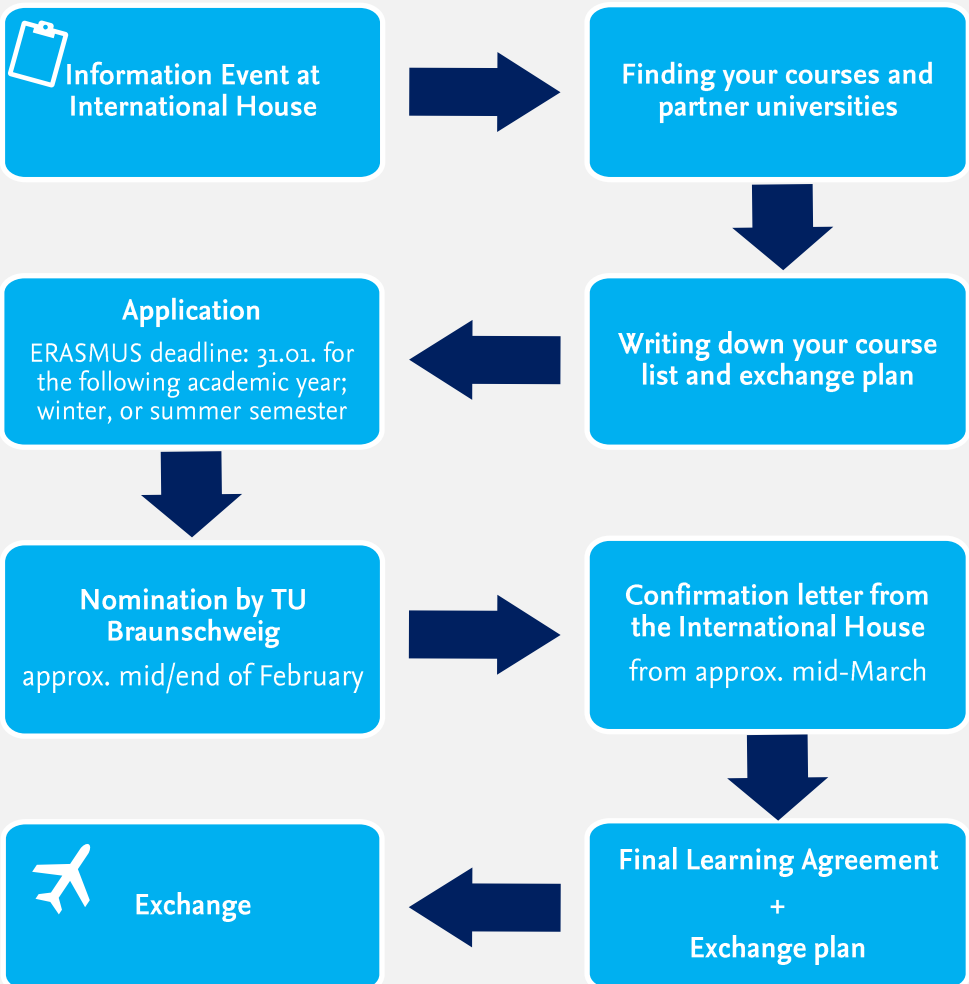 Information Event at
International House
Finding your courses and
partner universities
Writing down your course
list and exchange plan
Application
ERASMUS deadline: 31.01. for
the following academic year;
winter, or summer semester
Nomination by TU
Braunschweig
approx. mid/end of February
Confirmation letter from
the International House
from approx. mid-March
Final Learning Agreement
+
Exchange plan
Exchange